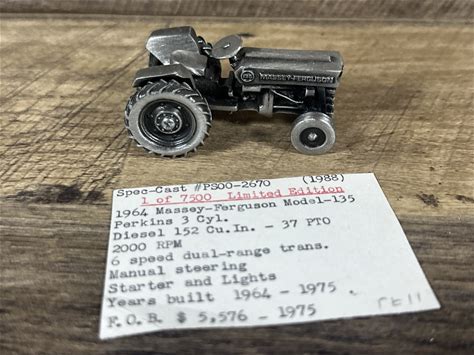 MASSEY-FERGUSON
Spec-Cast #PS00-2670 (1988)
1 of 7500 Limited Edition
1964 Massey-Ferguson Model-135
Perkins 3 Cyl.
Diesel 152 Cu.In. - 37 PTO
2000 RPM
6 speed dual-range trans.
Manual steering
Starter and Lights
Years built 1964 - 1975
F.O.B. $ 5,576 - 1975